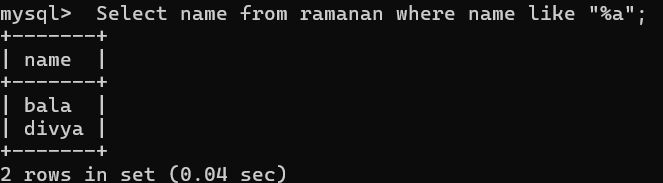 mysql>  Select name from ramanan where name like "%a";
+-------+
| name  |
+-------+
| bala  |
| divya |
+-------+
2 rows in set (0.04 sec)